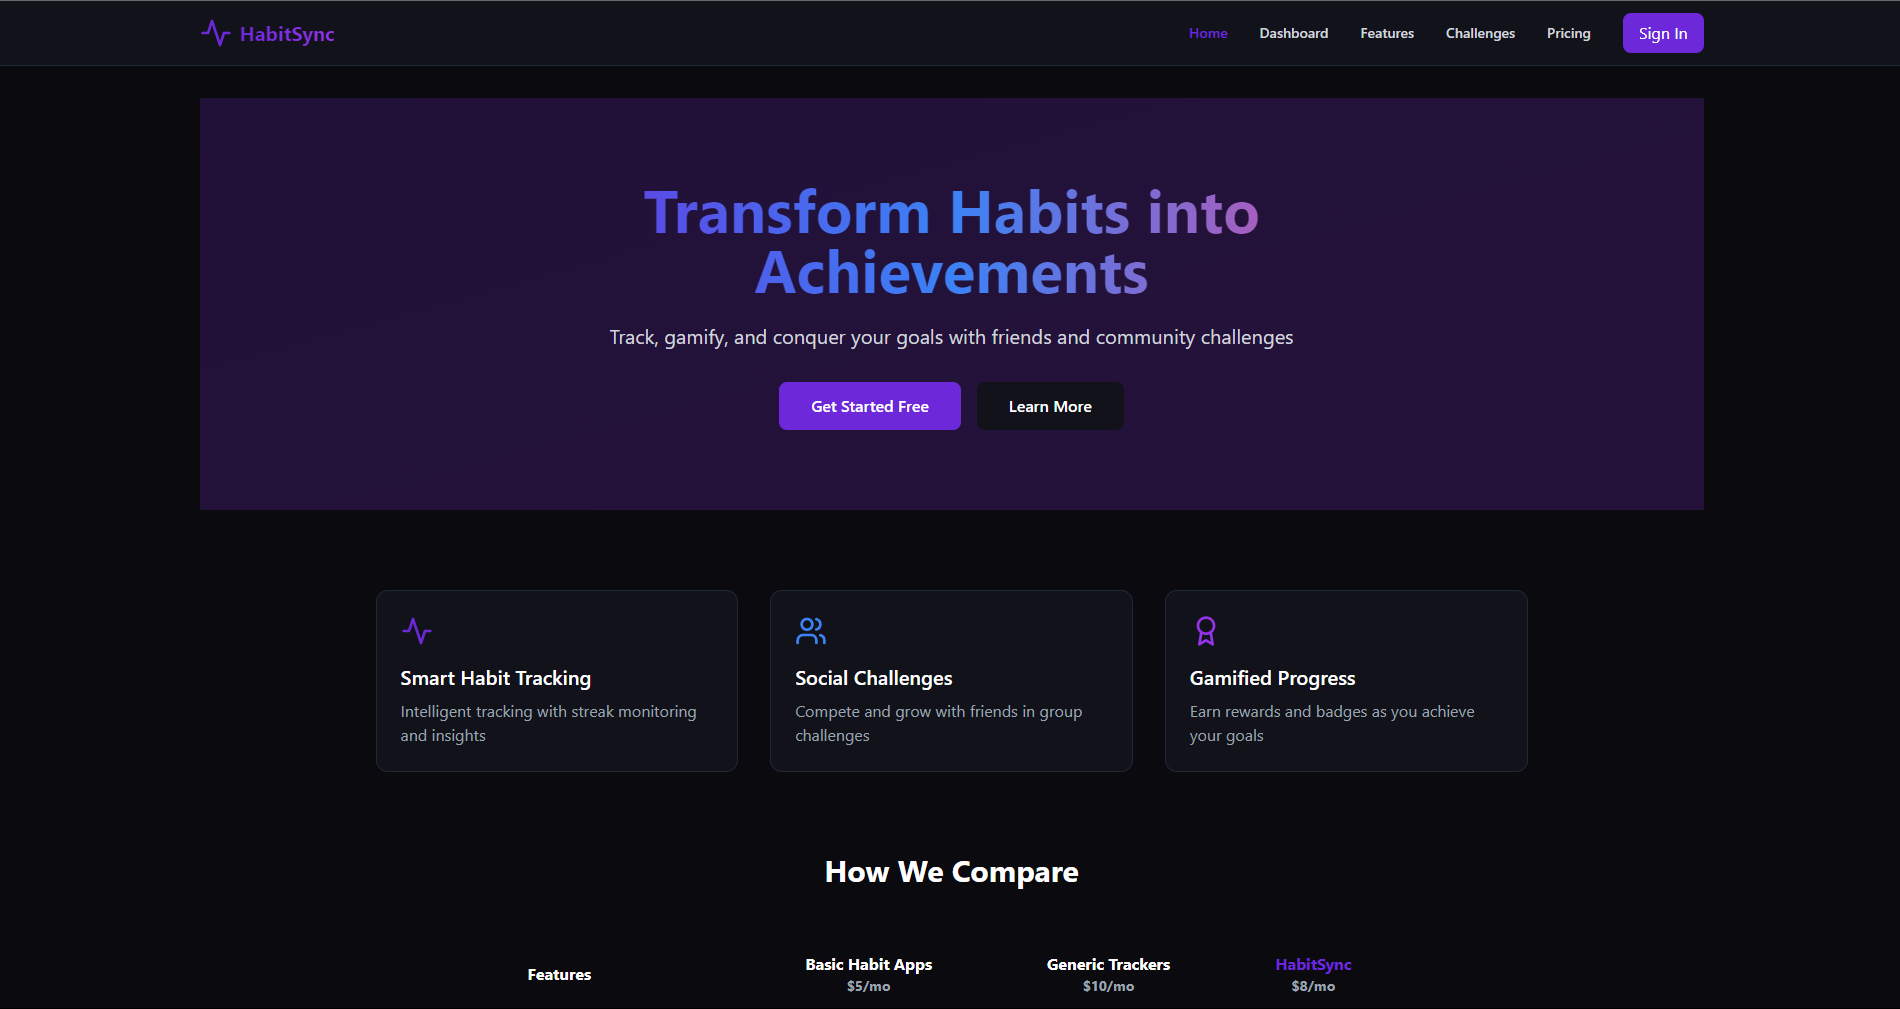 HabitSync
Home Dashboard Features Challenges Pricing Sign In
Transform Habits into
Achievements
Track, gamify, and conquer your goals with friends and community challenges
Get Started Free Learn More
Smart Habit Tracking
Intelligent tracking with streak monitoring
and insights
Social Challenges
Compete and grow with friends in group
challenges
Gamified Progress
Earn rewards and badges as you achieve
your goals
How We Compare
Features
Basic Habit Apps
$5/mo
Generic Trackers
$10/mo
HabitSync
$8/mo